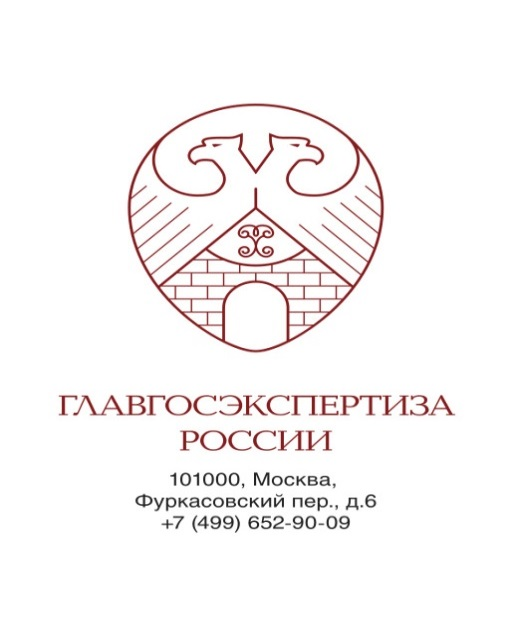 ГЛАВГОСЭКСПЕРТИЗА
РОССИИ
101000, Москва,
Фуркасовский пер., д.6
+7 (499) 652-90-09